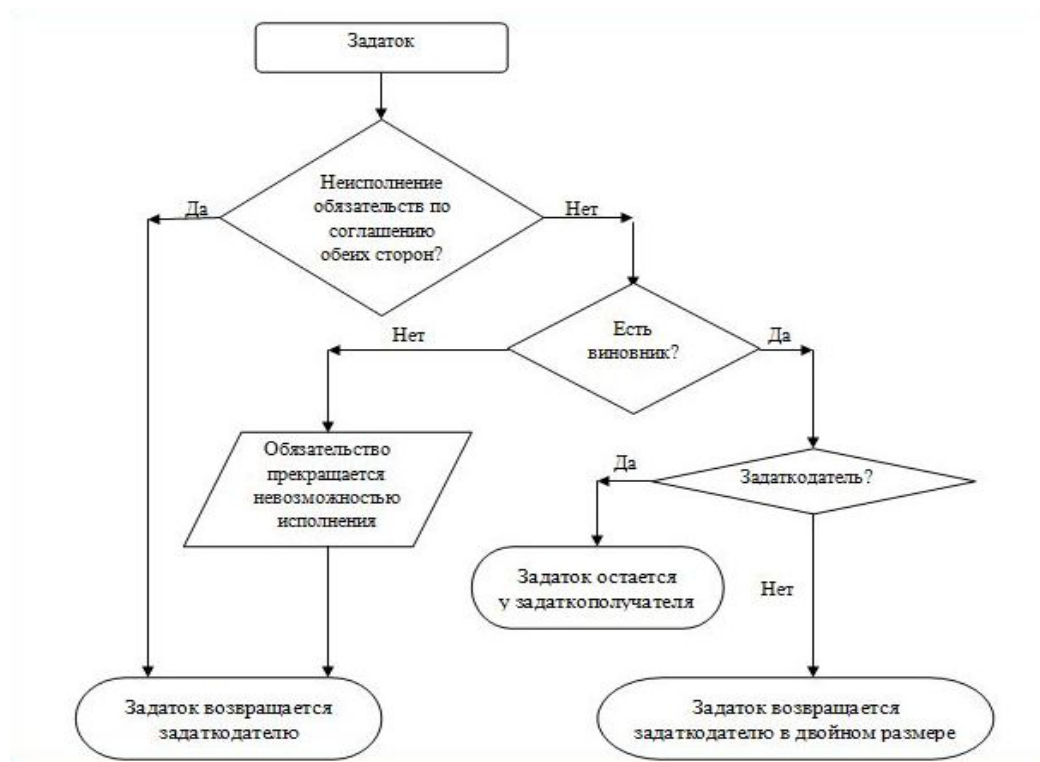 Задаток
Неисполнение
обязательств по
соглашению
обеих сторон?
Да
Нет
Есть
виновник?
Нет
Да
Обязательство
прекращается
невозможностью
исполнения
Задаткодатель?
Да
Задаток остается
у задаткополучателя
Нет
Задаток возвращается
задаткодателю
Задаток возвращается
задаткодателю в двойном размере